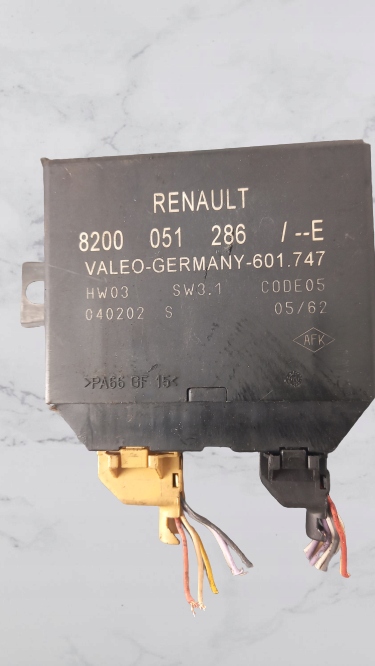 RENAULT
8200 051 286 /--E
VALEO-GERMANY-601.747
HW03 SW3.1 CODE05
040202 S 05/62
AFK
>PA66 GF 15<